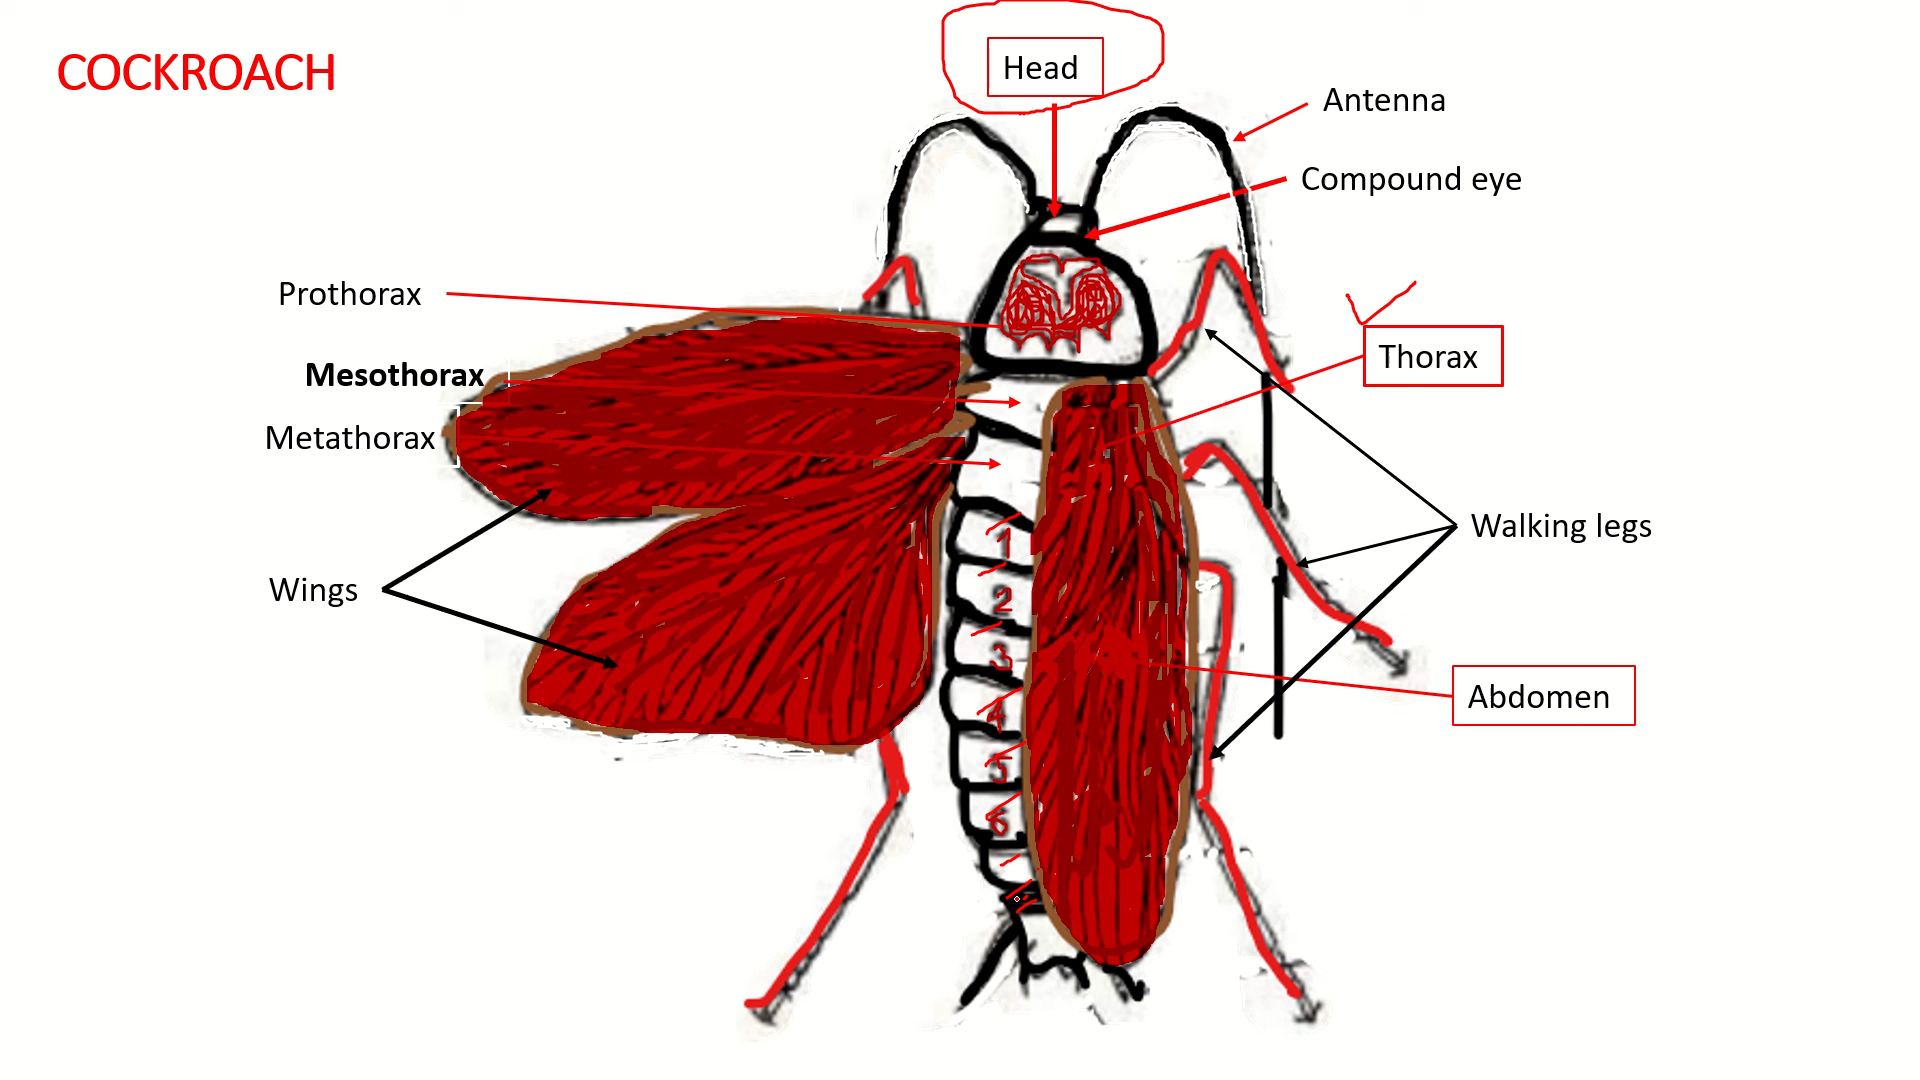 COCKROACH
Head
Antenna
Compound eye
Prothorax
Thorax
Mesothorax
Metathorax
Walking legs
Wings
Abdomen
1
2
3
4
5
6